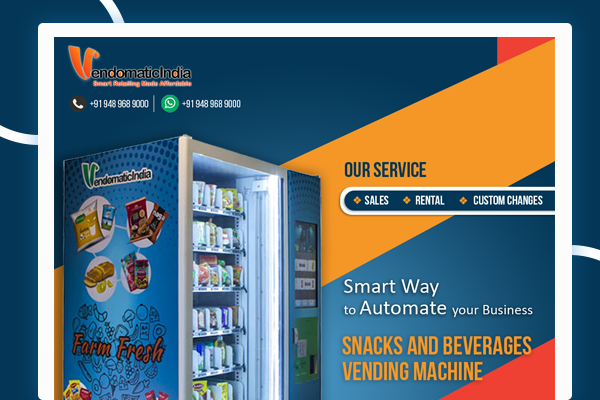 VendomaticIndia
Smart Retailing Made Affordable
+91 948 968 9000 | +91 948 968 9000
OUR SERVICE
❖ SALES ❖ RENTAL ❖ CUSTOM CHANGES
VendomaticIndia
Smart Way
to Automate your Business
Farm Fresh
SNACKS AND BEVERAGES
VENDING MACHINE